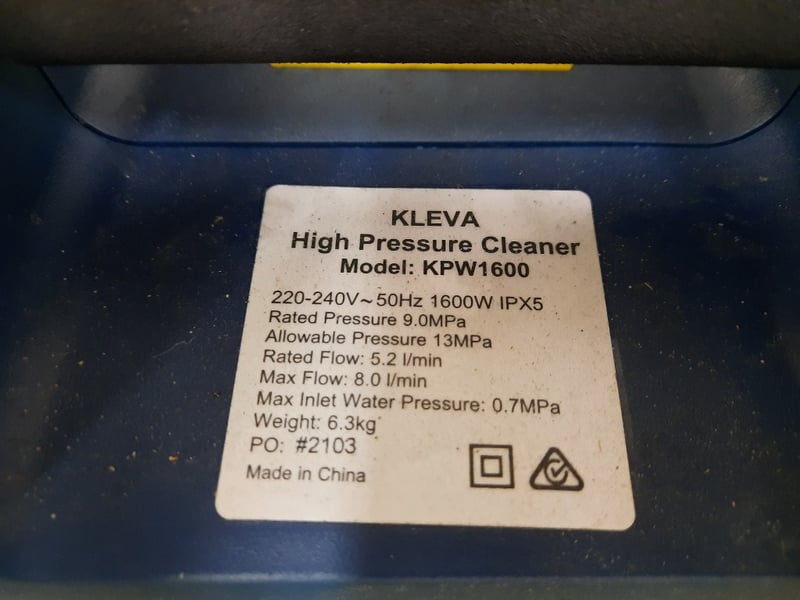 KLEVA
High Pressure Cleaner
Model: KPW1600
220-240V~50Hz 1600W IPX5
Rated Pressure 9.0MPa
Allowable Pressure 13MPa
Rated Flow: 5.2 l/min
Max Flow: 8.0 l/min
Max Inlet Water Pressure: 0.7MPa
Weight: 6.3kg
PO: #2103
Made in China